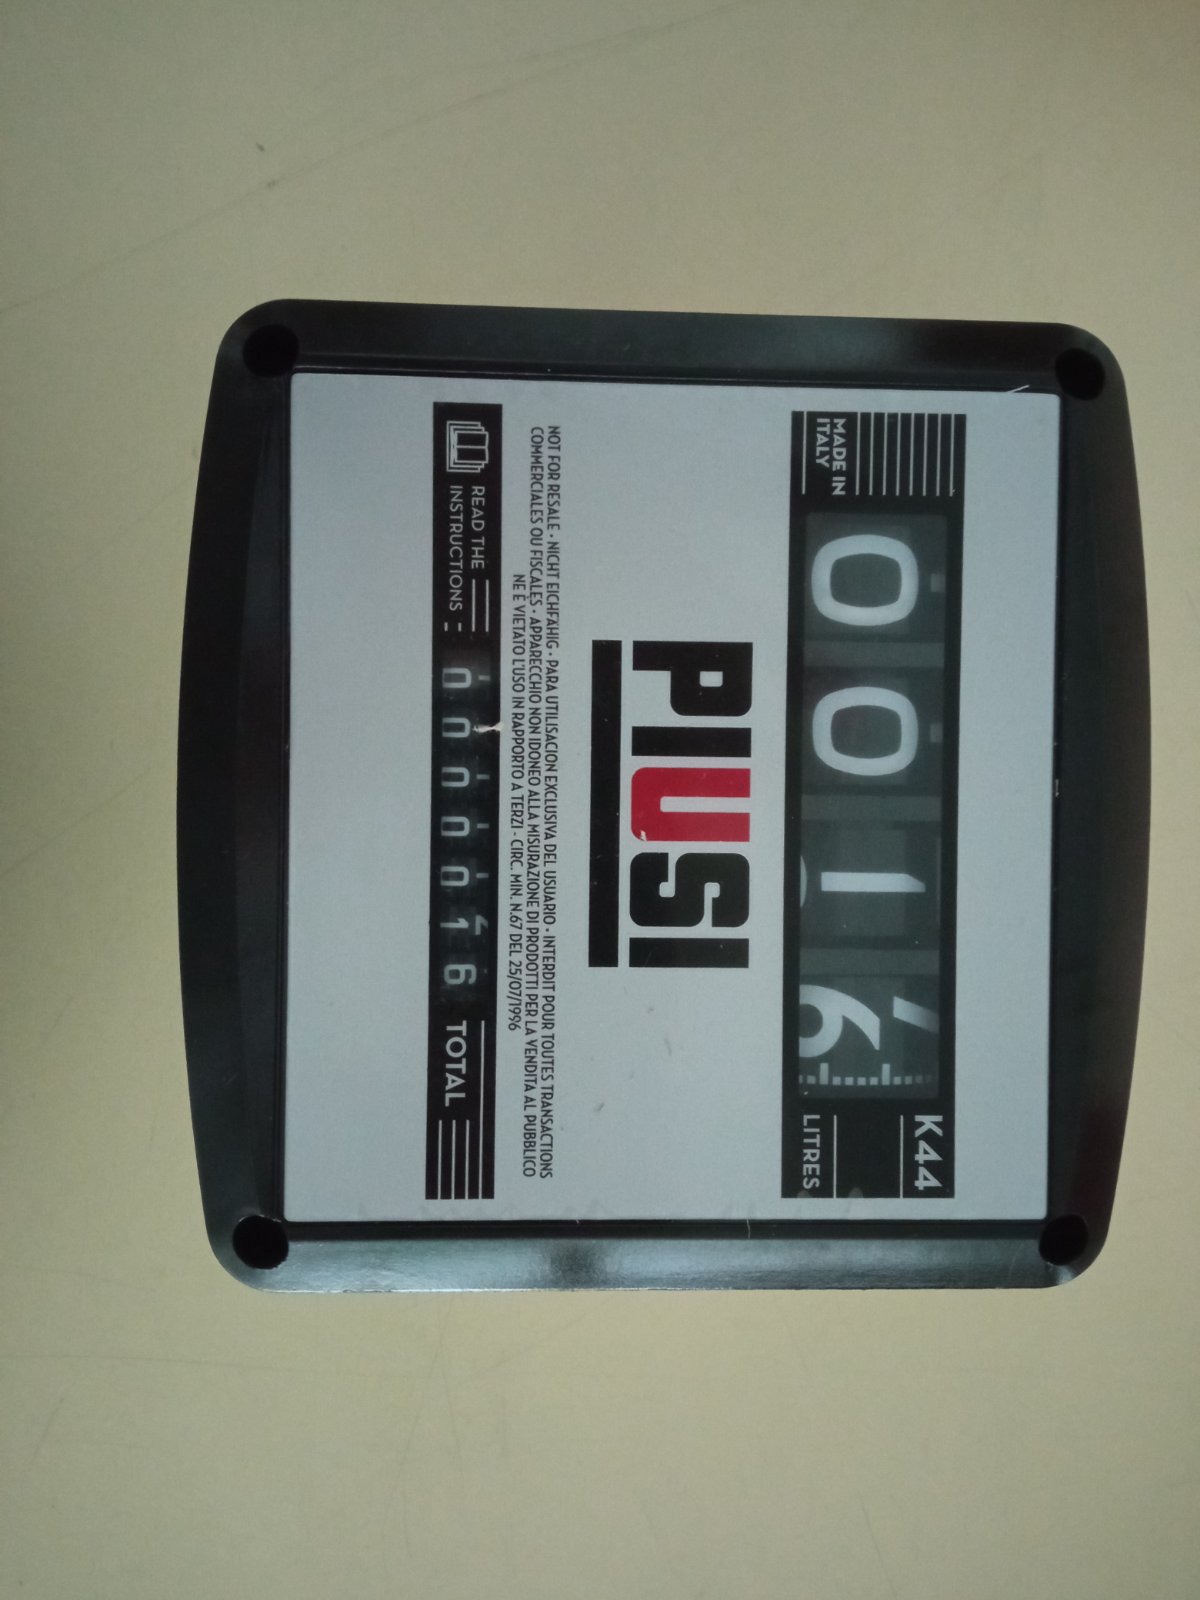 MADE IN
ITALY
0016
K44
LITRES
PIUSI
NOT FOR RESALE · NICHT EICHFÄHIG · PARA UTILISACION EXCLUSIVA DEL USUARIO · INTERDIT POUR TOUTES TRANSACTIONS
COMMERCIALES OU FISCALES · APPARECCHIO NON IDONEO ALLA MISURAZIONE DI PRODOTTI PER LA VENDITA AL PUBBLICO
NE È VIETATO L'USO IN RAPPORTO A TERZI - CIRC. MIN. N.67 DEL 25/07/1996
READ THE
INSTRUCTIONS
0000016
TOTAL